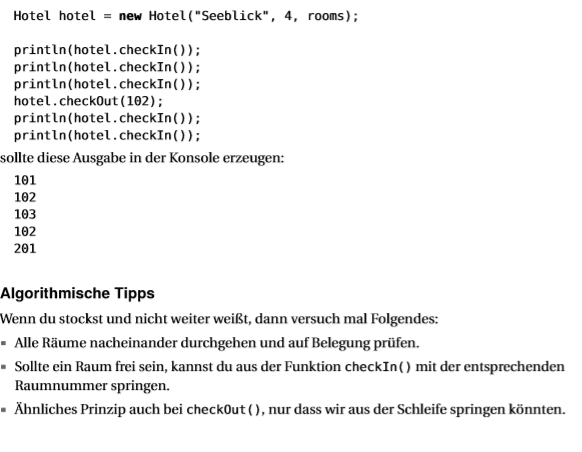 Hotel hotel = new Hotel("Seeblick", 4, rooms);
println(hotel.checkIn());
println(hotel.checkIn());
println(hotel.checkIn());
hotel.checkOut(102);
println(hotel.checkIn());
println(hotel.checkIn());
sollte diese Ausgabe in der Konsole erzeugen:
101
102
103
102
201
Algorithmische Tipps
Wenn du stockst und nicht weiter weißt, dann versuch mal Folgendes:
▪ Alle Räume nacheinander durchgehen und auf Belegung prüfen.
▪ Sollte ein Raum frei sein, kannst du aus der Funktion checkIn() mit der entsprechenden
Raumnummer springen.
▪ Ähnliches Prinzip auch bei checkOut(), nur dass wir aus der Schleife springen könnten.